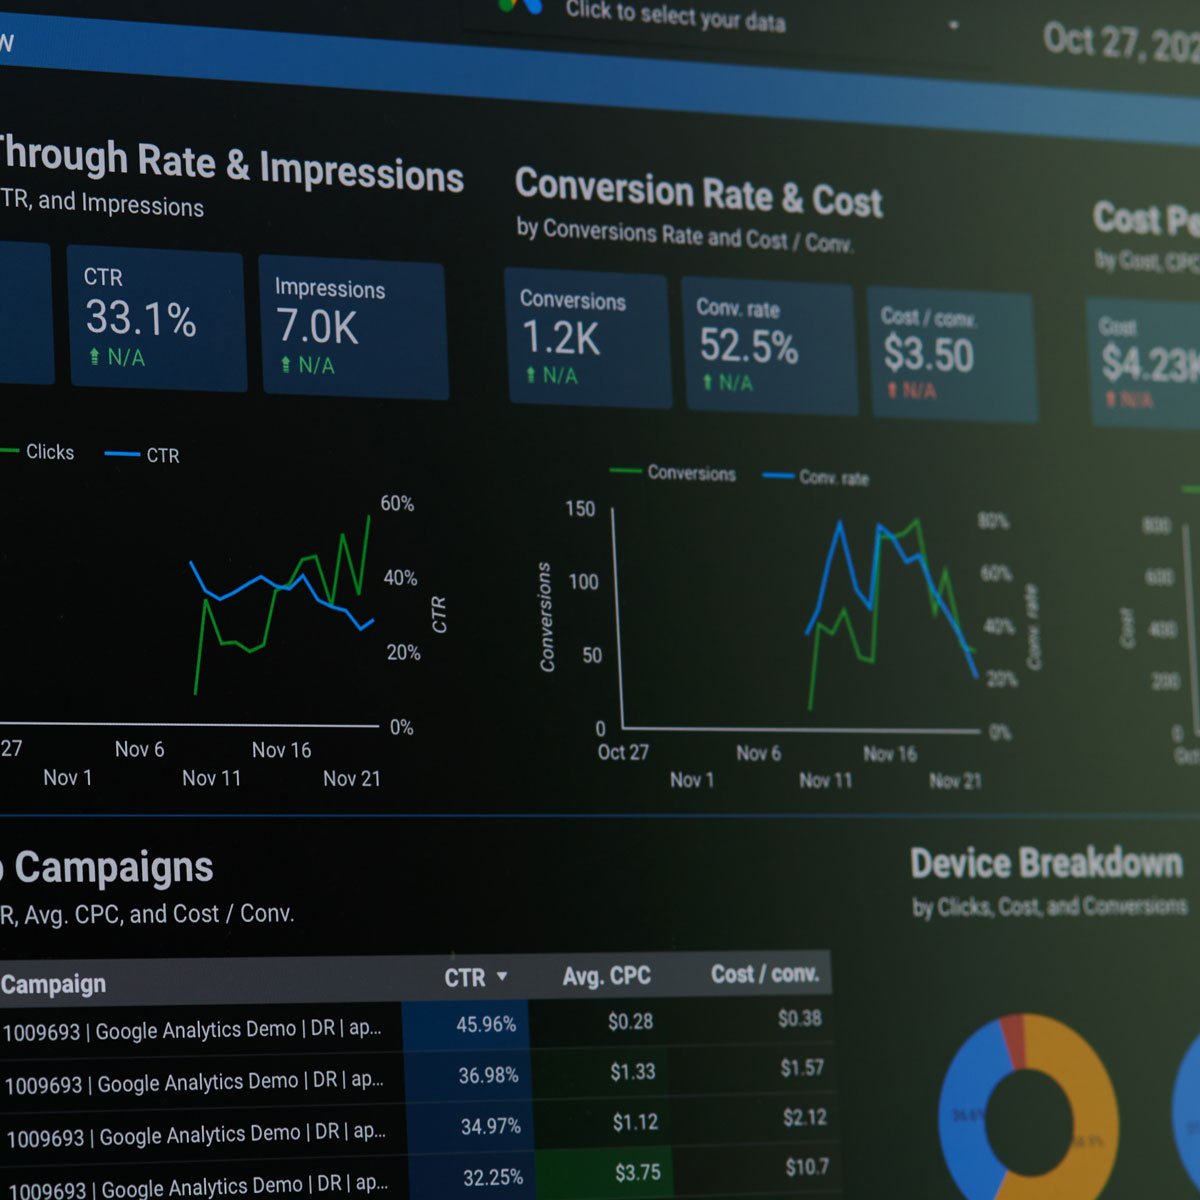 Click to select your data
Oct 27, 202
w
Through Rate & Impressions
TR, and Impressions
CTR
33.1%
N/A
Impressions
7.0K
N/A
Clicks
CTR
60%
40%
20%
0%
CTR
27
Nov 1
Nov 6
Nov 11
Nov 16
Nov 21
Conversion Rate & Cost
by Conversions Rate and Cost / Conv.
Conversions
1.2K
N/A
Conv. rate
52.5%
N/A
Cost / conv.
$3.50
N/A
Conversions
Conv. rate
150
100
50
0
Conversions
80%
60%
40%
20%
0%
Conv. rate
Oct 27
Nov 1
Nov 6
Nov 11
Nov 16
Nov 21
Cost Pe
by Cost, CPC
Cost
$4.23K
N/A
800
600
400
200
0
Cost
Campaigns
R, Avg. CPC, and Cost / Conv.
Campaign CTR Avg. CPC Cost / conv.
1009693 | Google Analytics Demo | DR | ap... 45.96% $0.28 $0.38
1009693 | Google Analytics Demo | DR | ap... 36.98% $1.33 $1.57
1009693 | Google Analytics Demo | DR | ap... 34.97% $1.12 $2.12
1009693 | Google Analytics Demo | DR | ap... 32.25% $3.75 $10.7
Device Breakdown
by Clicks, Cost, and Conversions